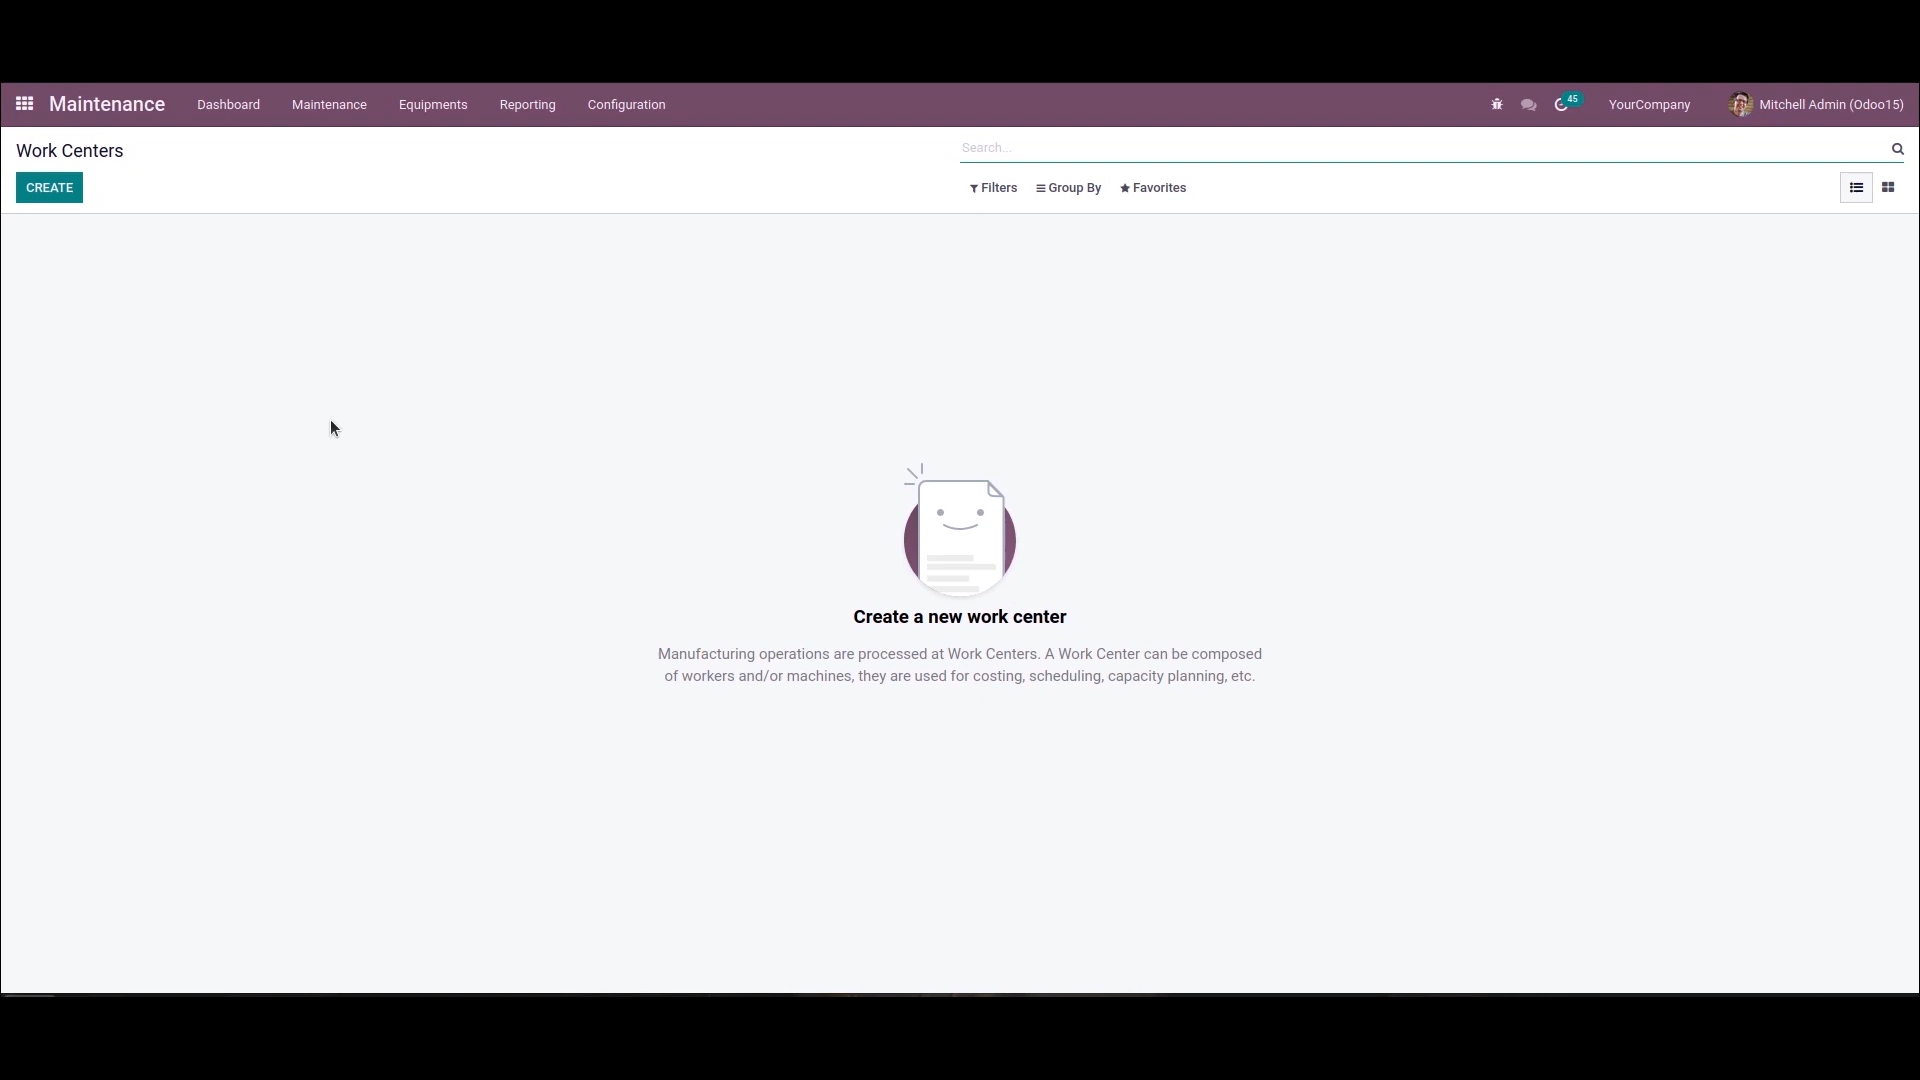 Maintenance Dashboard Maintenance Equipments Reporting Configuration 45 YourCompany Mitchell Admin (Odoo15)
Work Centers
Search...
CREATE
Filters Group By Favorites
Create a new work center
Manufacturing operations are processed at Work Centers. A Work Center can be composed
of workers and/or machines, they are used for costing, scheduling, capacity planning, etc.